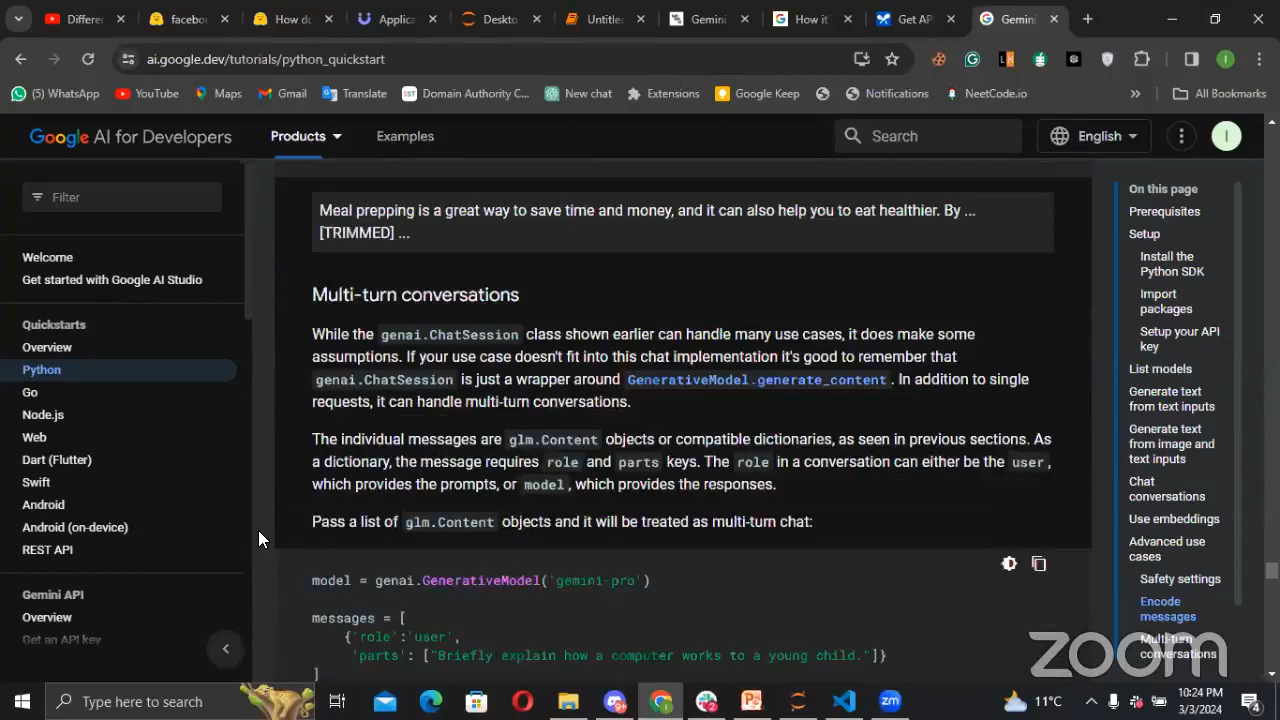 Differen
facebo
How do
Applica
Deskto
Untitle
Gemini
How it'
Get AP
Gemini
ai.google.dev/tutorials/python_quickstart
(5) WhatsApp
YouTube
Maps
Gmail
Translate
Domain Authority C...
New chat
Extensions
Google Keep
Notifications
NeetCode.io
All Bookmarks
Google AI for Developers
Products
Examples
Search
English
I
Filter
Welcome
Get started with Google AI Studio
Quickstarts
Overview
Python
Go
Node.js
Web
Dart (Flutter)
Swift
Android
Android (on-device)
REST API
Gemini API
Overview
Get an API key
Meal prepping is a great way to save time and money, and it can also help you to eat healthier. By ...
[TRIMMED] ...
Multi-turn conversations
While the genai.ChatSession class shown earlier can handle many use cases, it does make some
assumptions. If your use case doesn't fit into this chat implementation it's good to remember that
genai.ChatSession is just a wrapper around GenerativeModel.generate_content. In addition to single
requests, it can handle multi-turn conversations.
The individual messages are glm.Content objects or compatible dictionaries, as seen in previous sections. As
a dictionary, the message requires role and parts keys. The role in a conversation can either be the user,
which provides the prompts, or model, which provides the responses.
Pass a list of glm.Content objects and it will be treated as multi-turn chat:
model = genai.GenerativeModel('gemini-pro')
messages = [
{'role':'user',
'parts': ["Briefly explain how a computer works to a young child."]}
]
On this page
Prerequisites
Setup
Install the
Python SDK
Import
packages
Setup your API
key
List models
Generate text
from text inputs
Generate text
from image and
text inputs
Chat
conversations
Use embeddings
Advanced use
cases
Safety settings
Encode
messages
Multi-turn
conversations
zoom
Type here to search
11°C
10:24 PM
3/3/2024
4